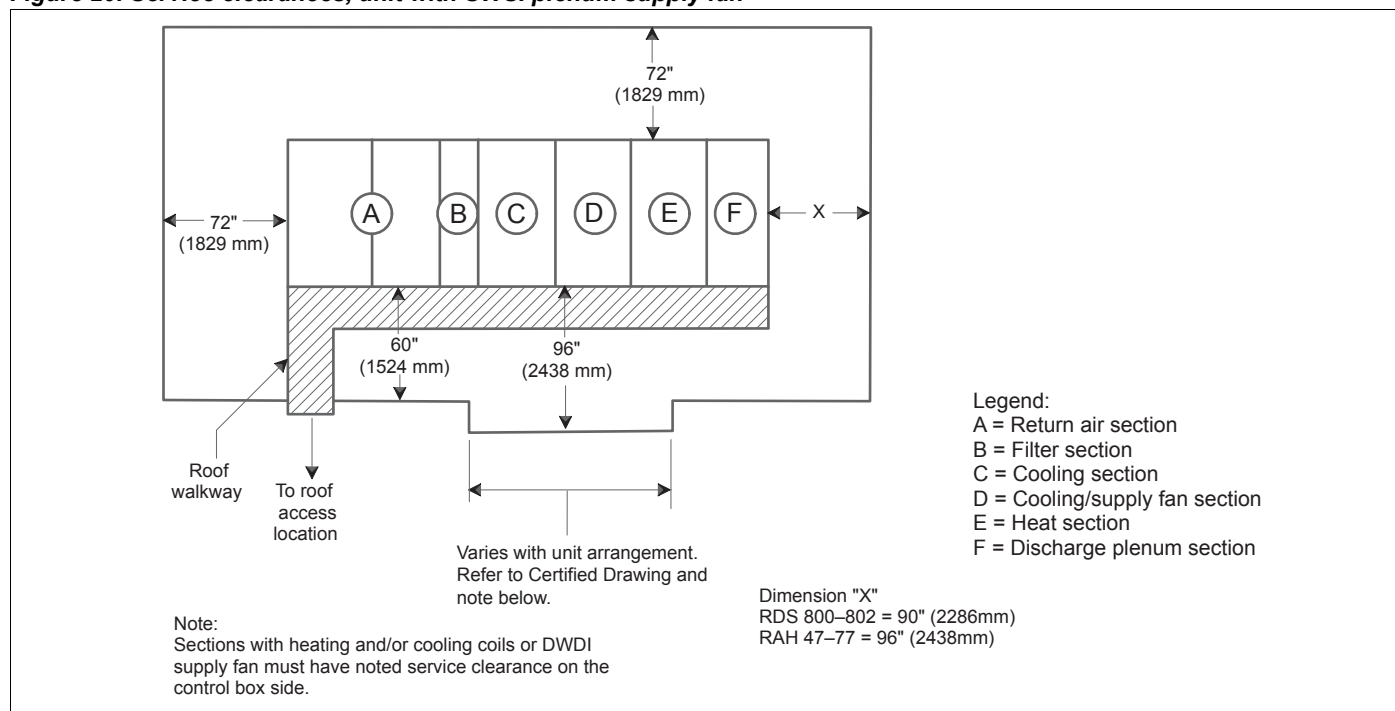 72"
(1829 mm)
72"
(1829 mm)
A
B
C
D
E
F
X
60"
(1524 mm)
96"
(2438 mm)
Roof
walkway
To roof
access
location
Varies with unit arrangement.
Refer to Certified Drawing and
note below.
Legend:
A = Return air section
B = Filter section
C = Cooling section
D = Cooling/supply fan section
E = Heat section
F = Discharge plenum section
Dimension "X"
RDS 800–802 = 90" (2286mm)
RAH 47–77 = 96" (2438mm)
Note:
Sections with heating and/or cooling coils or DWDI
supply fan must have noted service clearance on the
control box side.